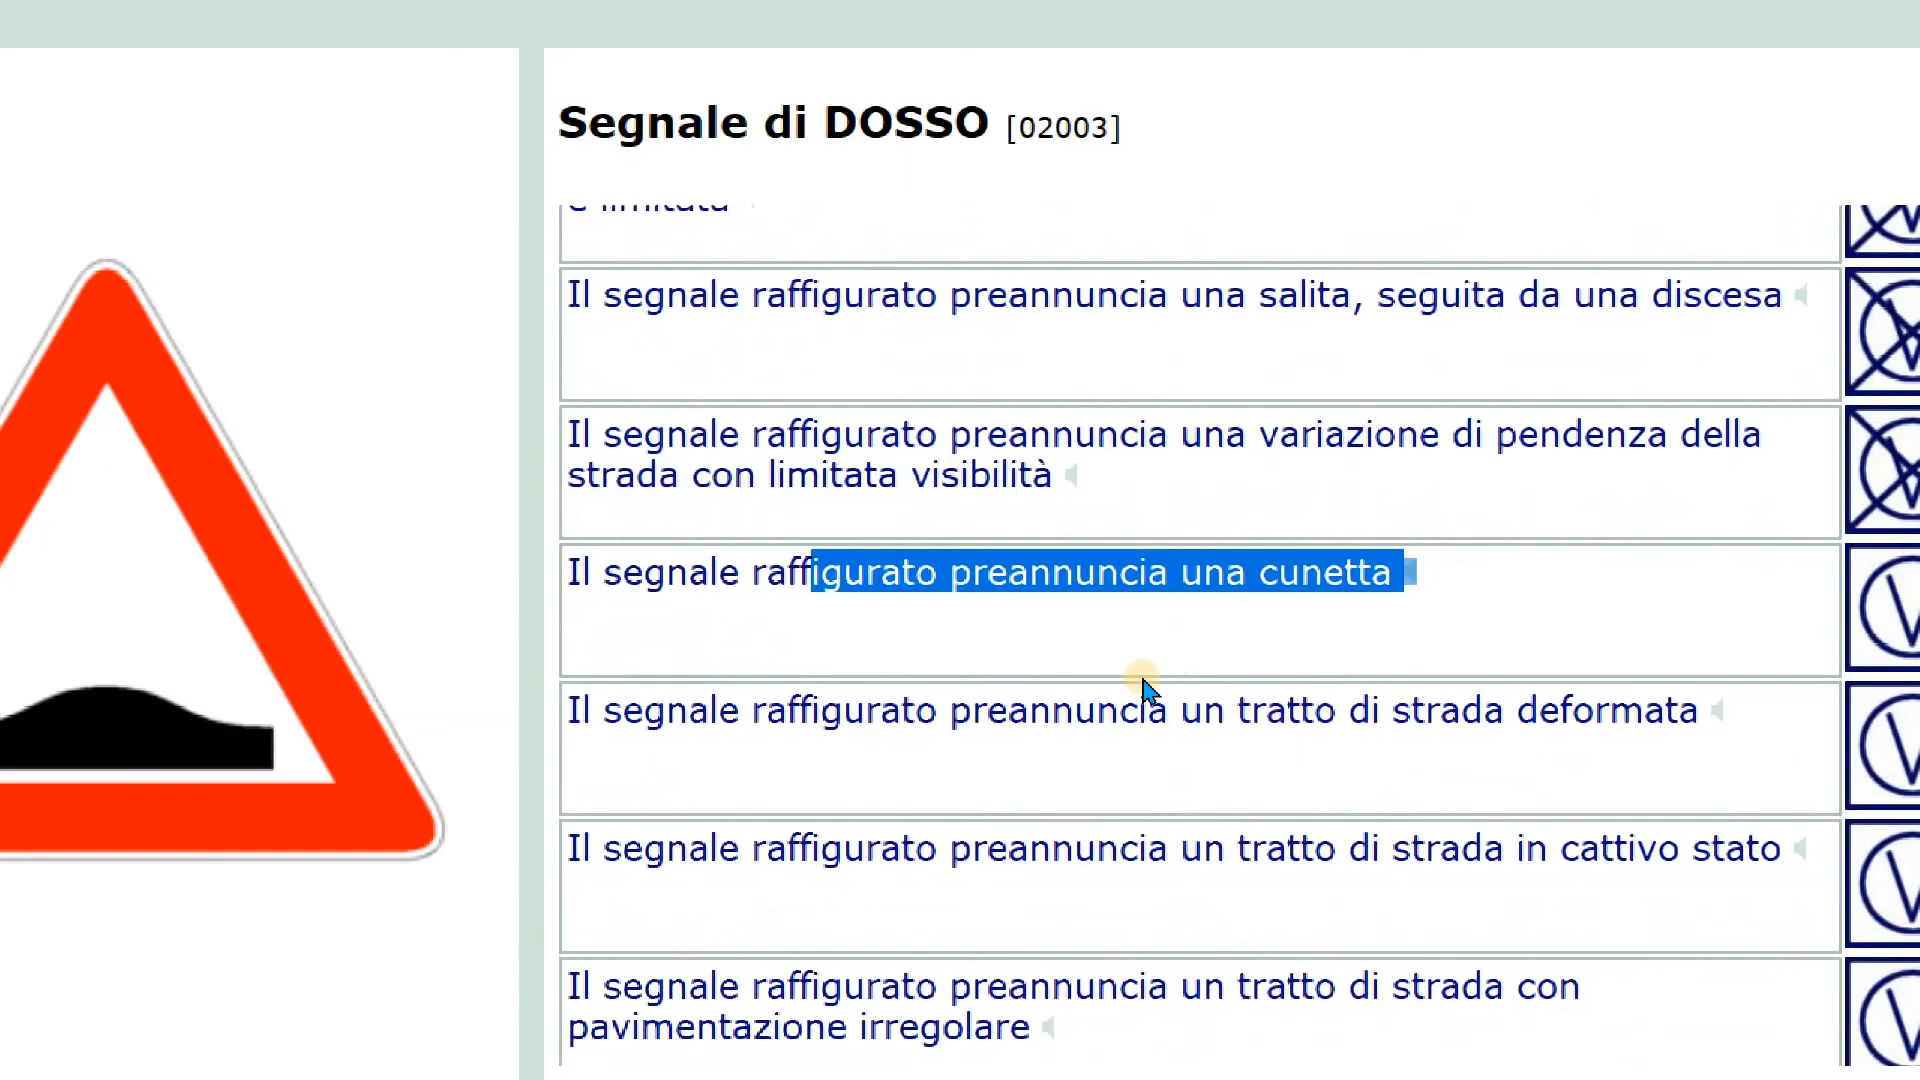 Segnale di DOSSO [02003]
è limitata
Il segnale raffigurato preannuncia una salita, seguita da una discesa
Il segnale raffigurato preannuncia una variazione di pendenza della
strada con limitata visibilità
Il segnale raffigurato preannuncia una cunetta
Il segnale raffigurato preannuncia un tratto di strada deformata
Il segnale raffigurato preannuncia un tratto di strada in cattivo stato
Il segnale raffigurato preannuncia un tratto di strada con
pavimentazione irregolare
V
V
V
V
V
V
V